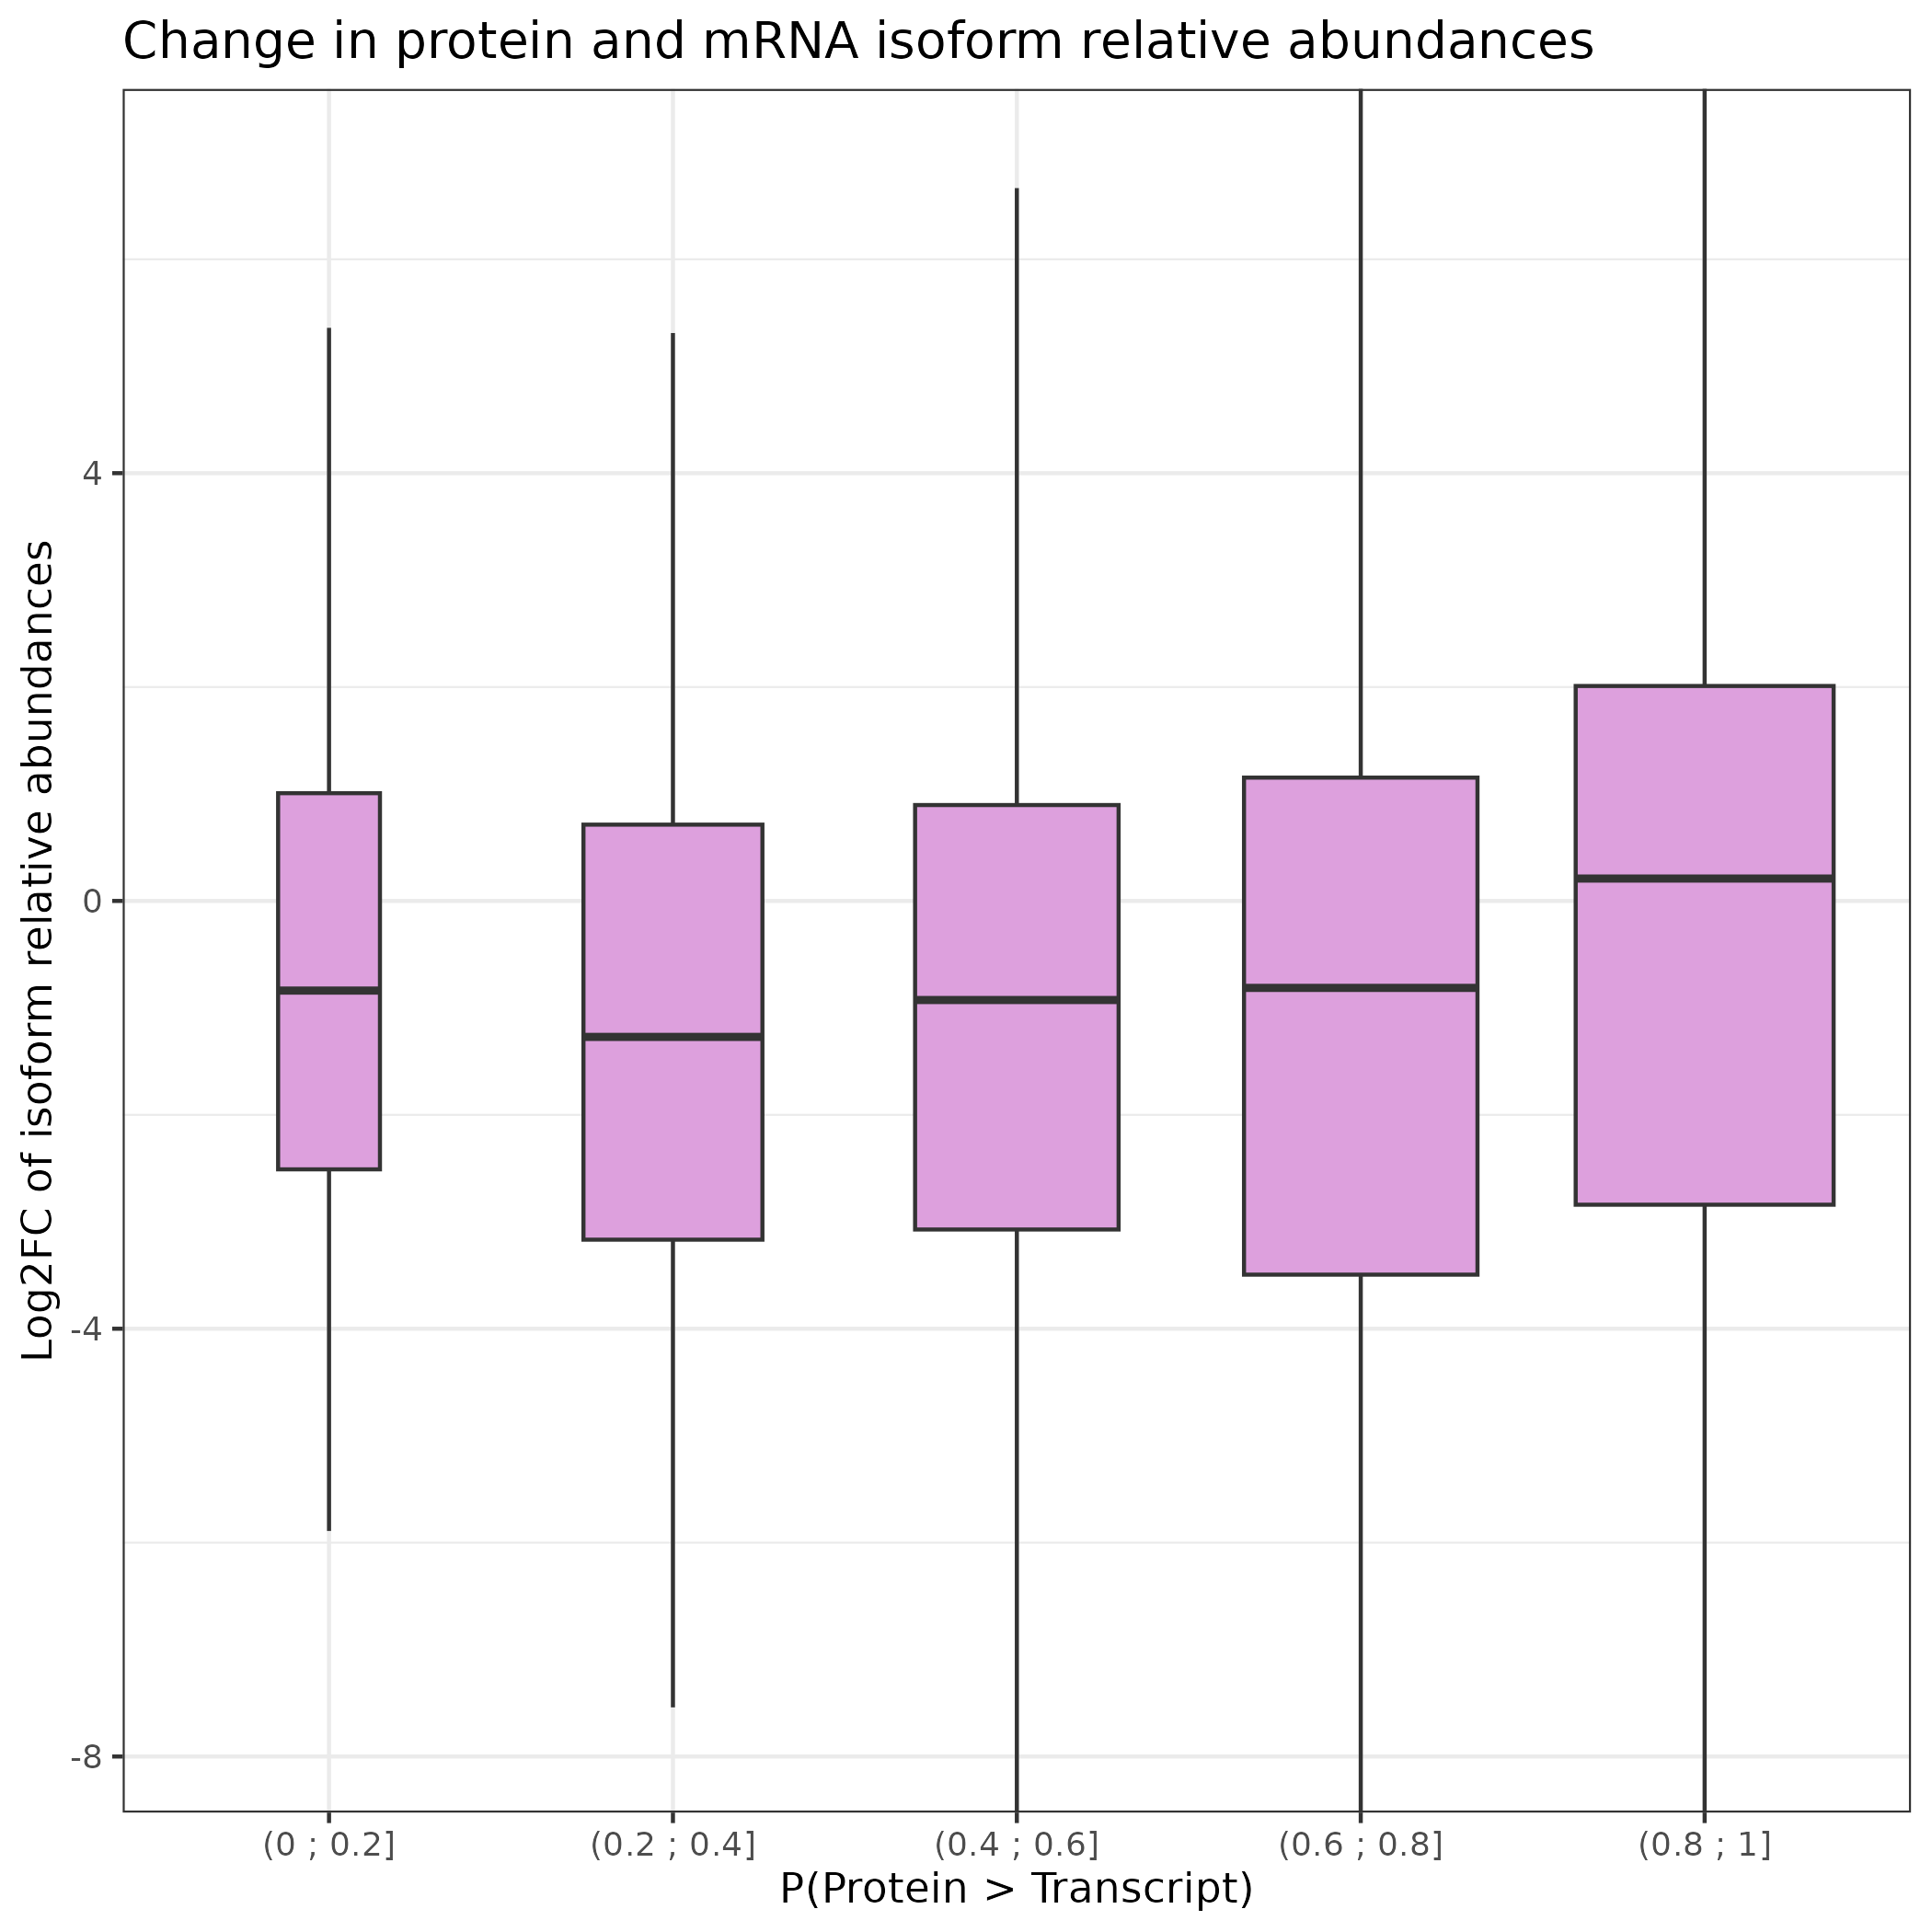 Change in protein and mRNA isoform relative abundances
Log2FC of isoform relative abundances
4
0
-4
-8
(0 ; 0.2]
(0.2 ; 0.4]
(0.4 ; 0.6]
(0.6 ; 0.8]
(0.8 ; 1]
P(Protein > Transcript)